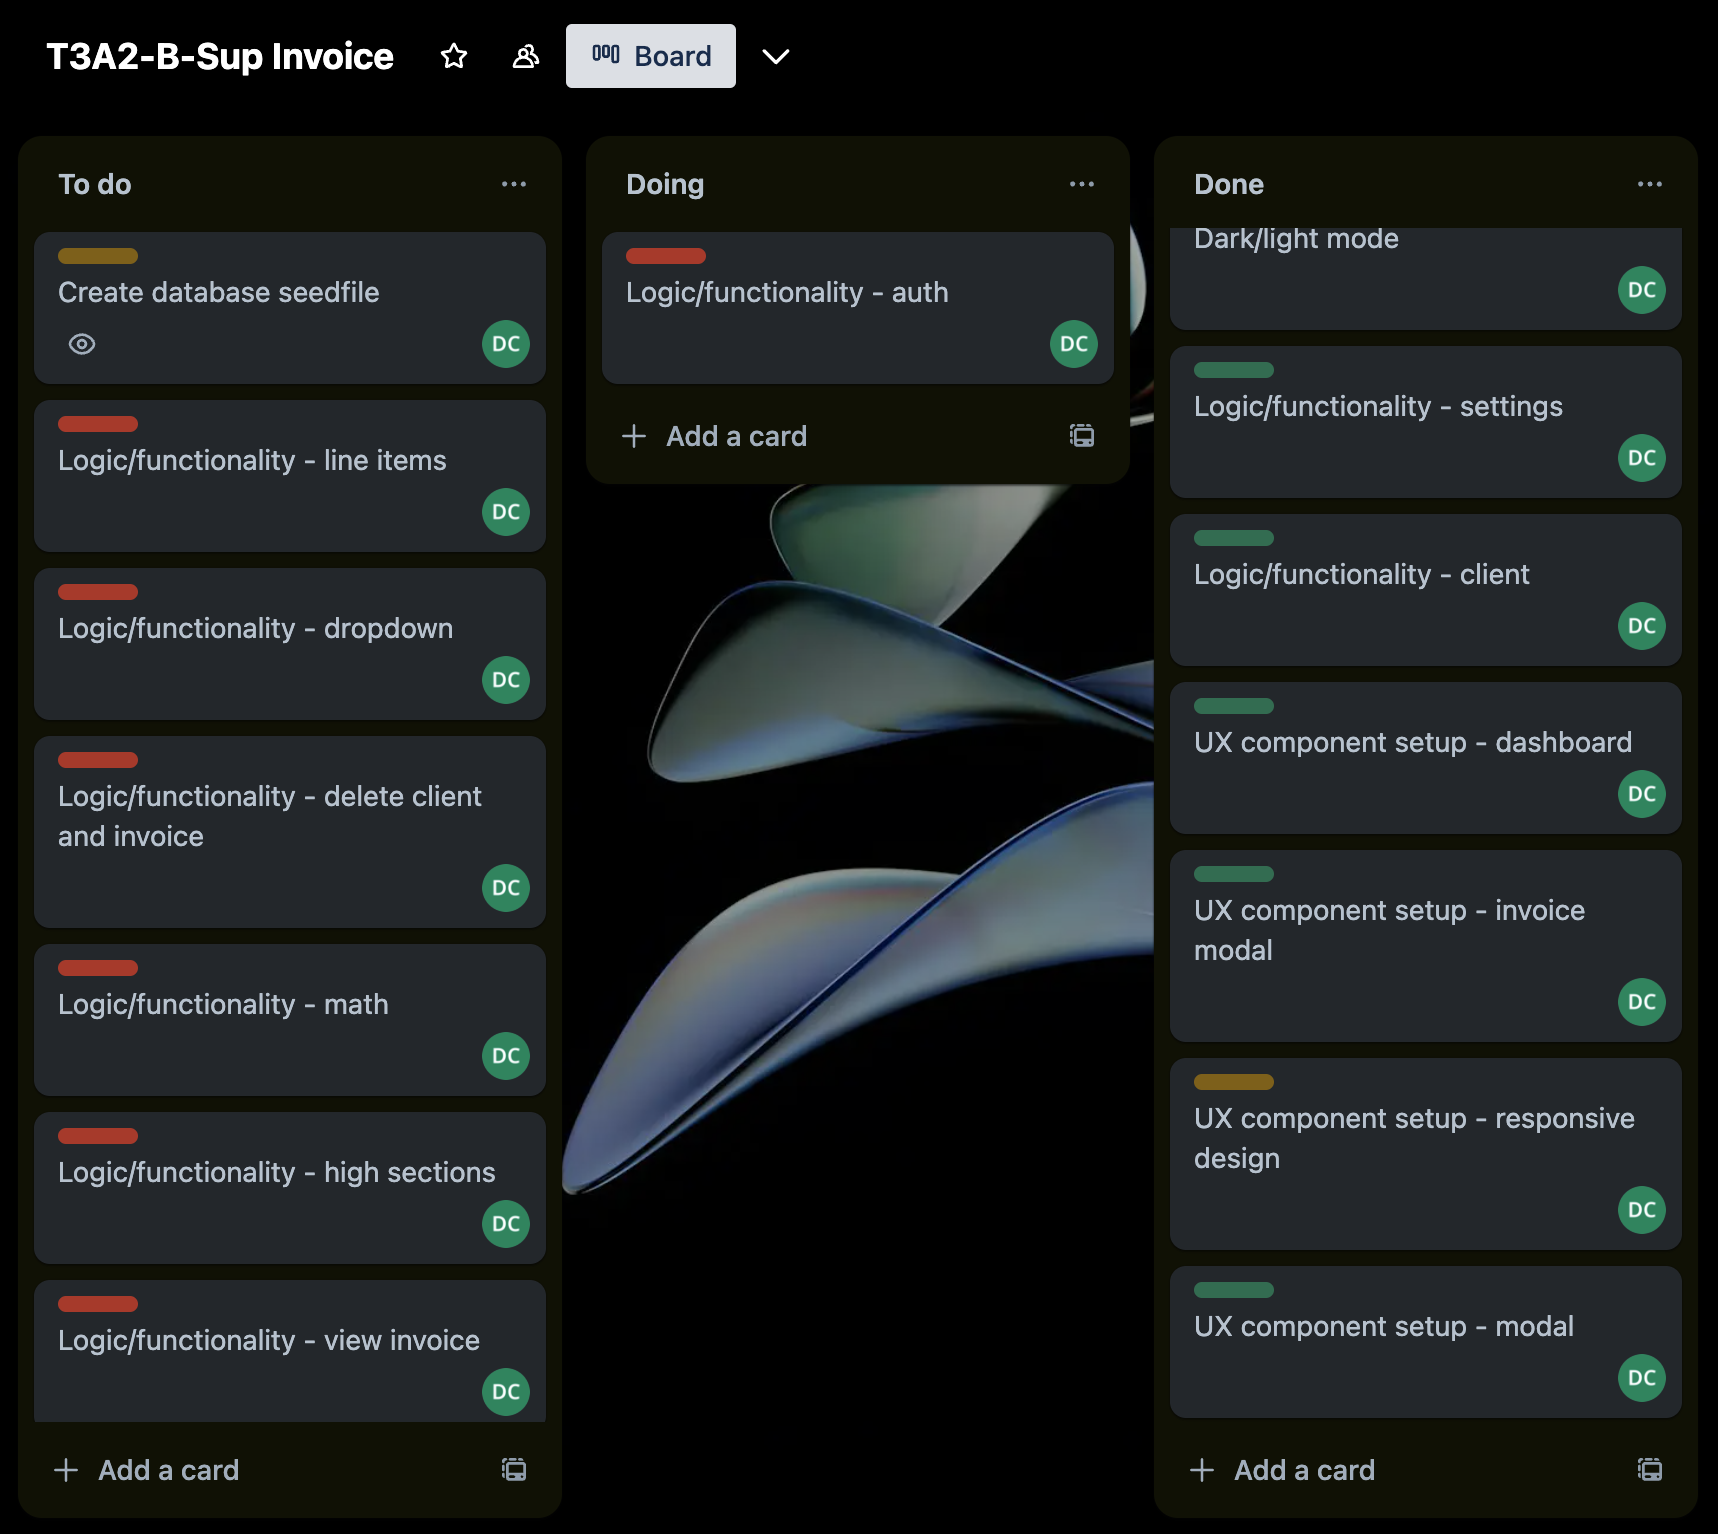 T3A2-B-Sup Invoice
Board
To do
Create database seedfile
DC
Logic/functionality - line items
DC
Logic/functionality - dropdown
DC
Logic/functionality - delete client
and invoice
DC
Logic/functionality - math
DC
Logic/functionality - high sections
DC
Logic/functionality - view invoice
DC
Add a card
Doing
Logic/functionality - auth
DC
Add a card
Done
Dark/light mode
DC
Logic/functionality - settings
DC
Logic/functionality - client
DC
UX component setup - dashboard
DC
UX component setup - invoice
modal
DC
UX component setup - responsive
design
DC
UX component setup - modal
DC
Add a card